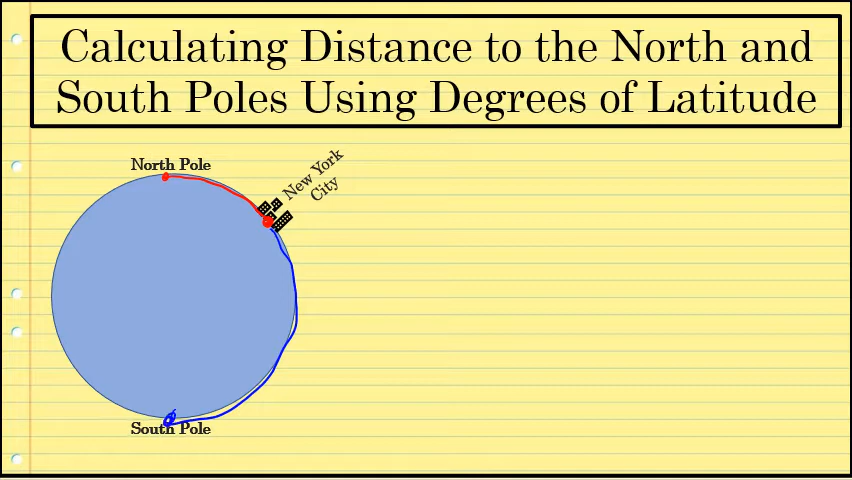 Calculating Distance to the North and
South Poles Using Degrees of Latitude
North Pole
New York
City
South Pole